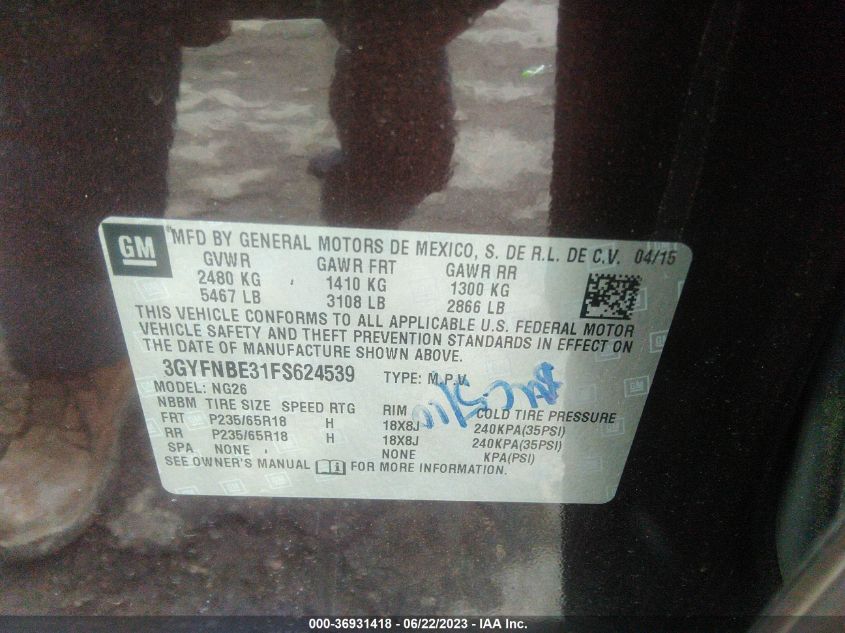 GM
MFD BY GENERAL MOTORS DE MEXICO, S. DE R.L. DE C.V. 04/15
GVWR GAWR FRT GAWR RR
2480 KG 1410 KG 1300 KG
5467 LB 3108 LB 2866 LB
THIS VEHICLE CONFORMS TO ALL APPLICABLE U.S. FEDERAL MOTOR
VEHICLE SAFETY AND THEFT PREVENTION STANDARDS IN EFFECT ON
THE DATE OF MANUFACTURE SHOWN ABOVE.
3GYFNBE31FS624539 TYPE: M.P.V.
MODEL: NG26
NBBM TIRE SIZE SPEED RTG RIM COLD TIRE PRESSURE
FRT P235/65R18 H 18X8J 240KPA(35PSI)
RR P235/65R18 H 18X8J 240KPA(35PSI)
SPA NONE NONE KPA(PSI)
SEE OWNER'S MANUAL FOR MORE INFORMATION.
000-36931418 - 06/22/2023 - IAA Inc.